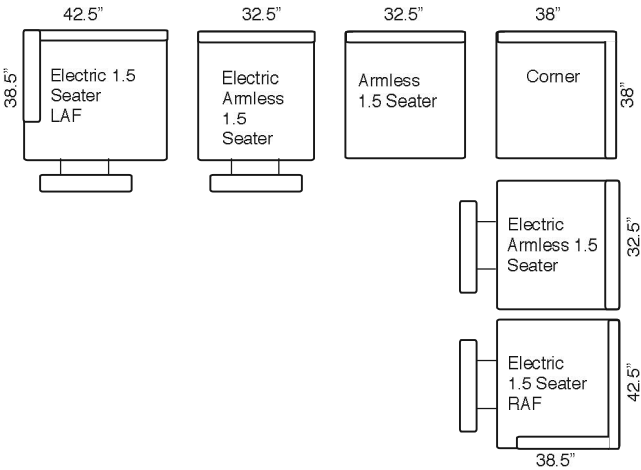 42.5”
32.5”
32.5”
38”
38.5”
Electric 1.5
Seater
LAF
Electric
Armless
1.5
Seater
Armless
1.5 Seater
Corner
38”
Electric
Armless 1.5
Seater
32.5”
Electric
1.5 Seater
RAF
42.5”
38.5”